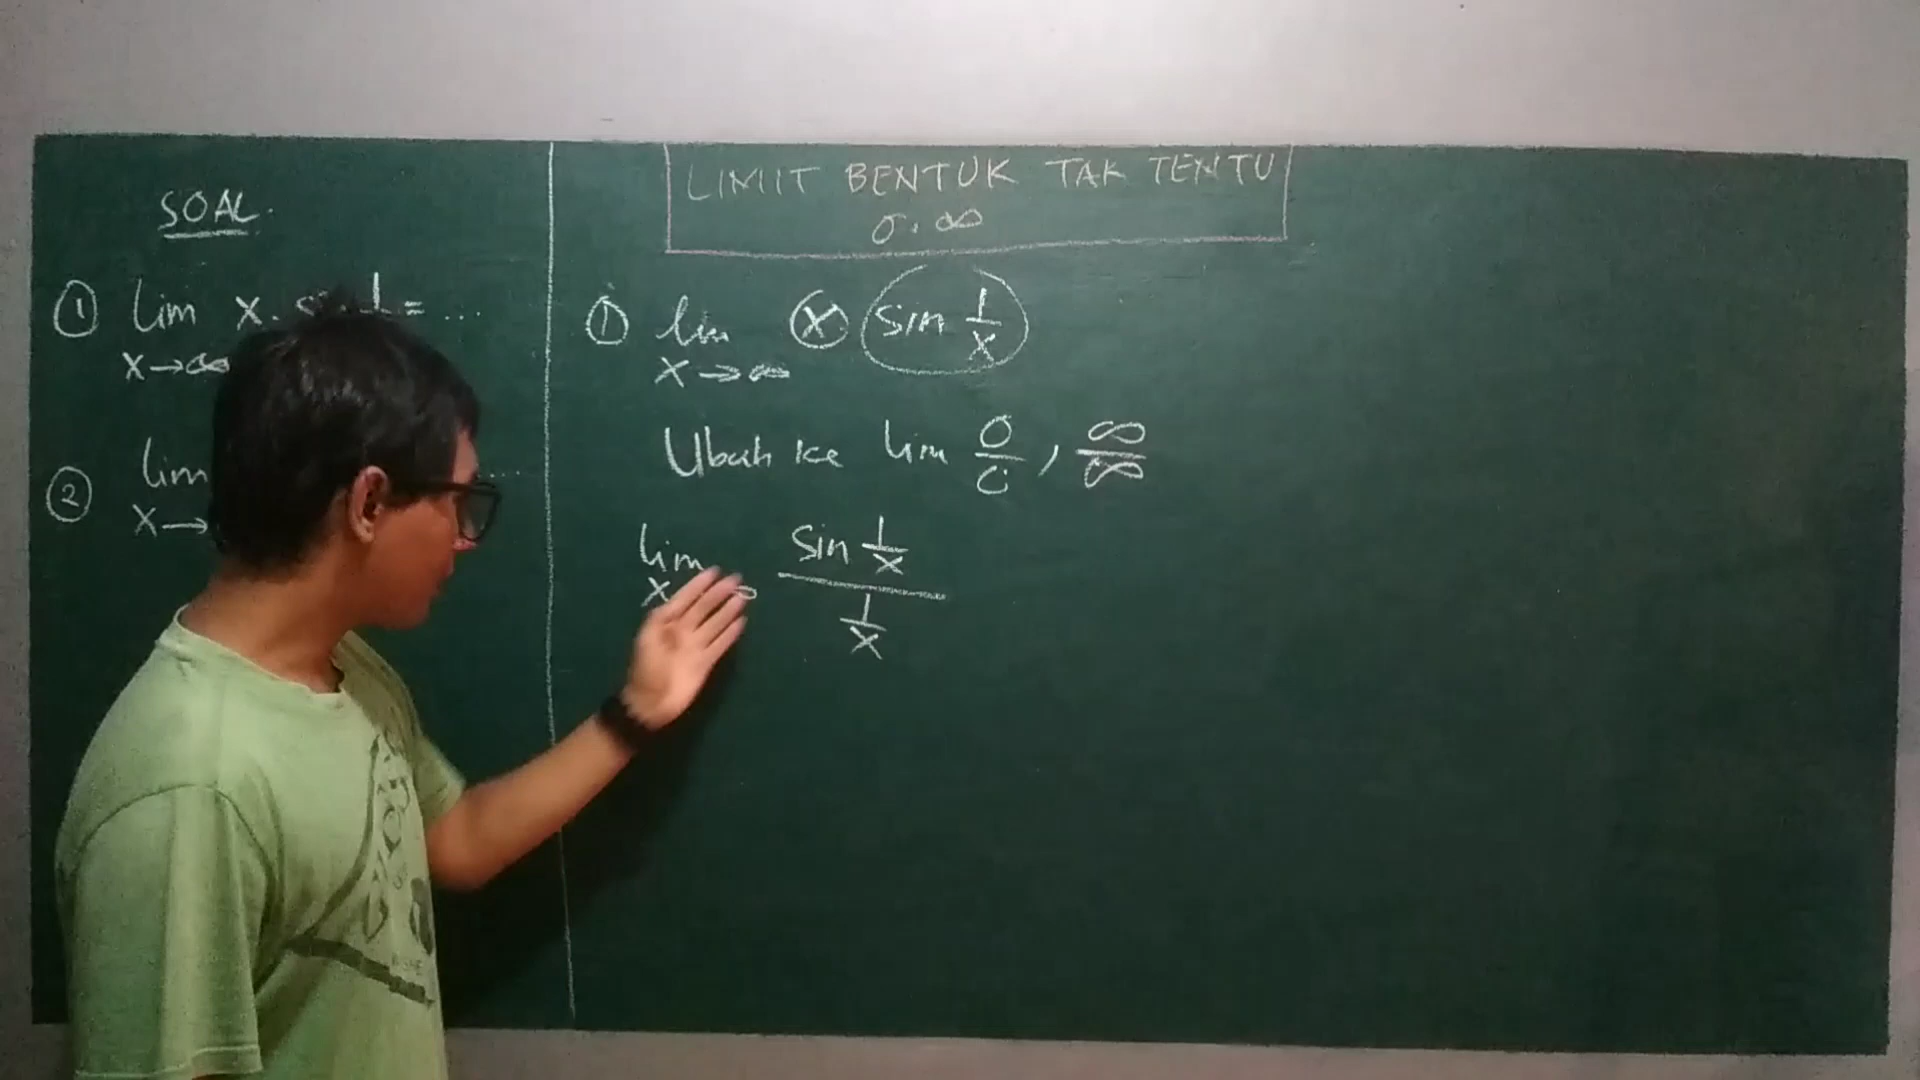 SOAL.
① lim x. sin 1 = ...
x→∞
② lim ....
x→
LIMIT BENTUK TAK TENTU
0.∞
① lim x sin 1/x
x→∞
Ubah ke lim 0/0, ∞/∞
lim sin 1/x
x ∞ 1/x